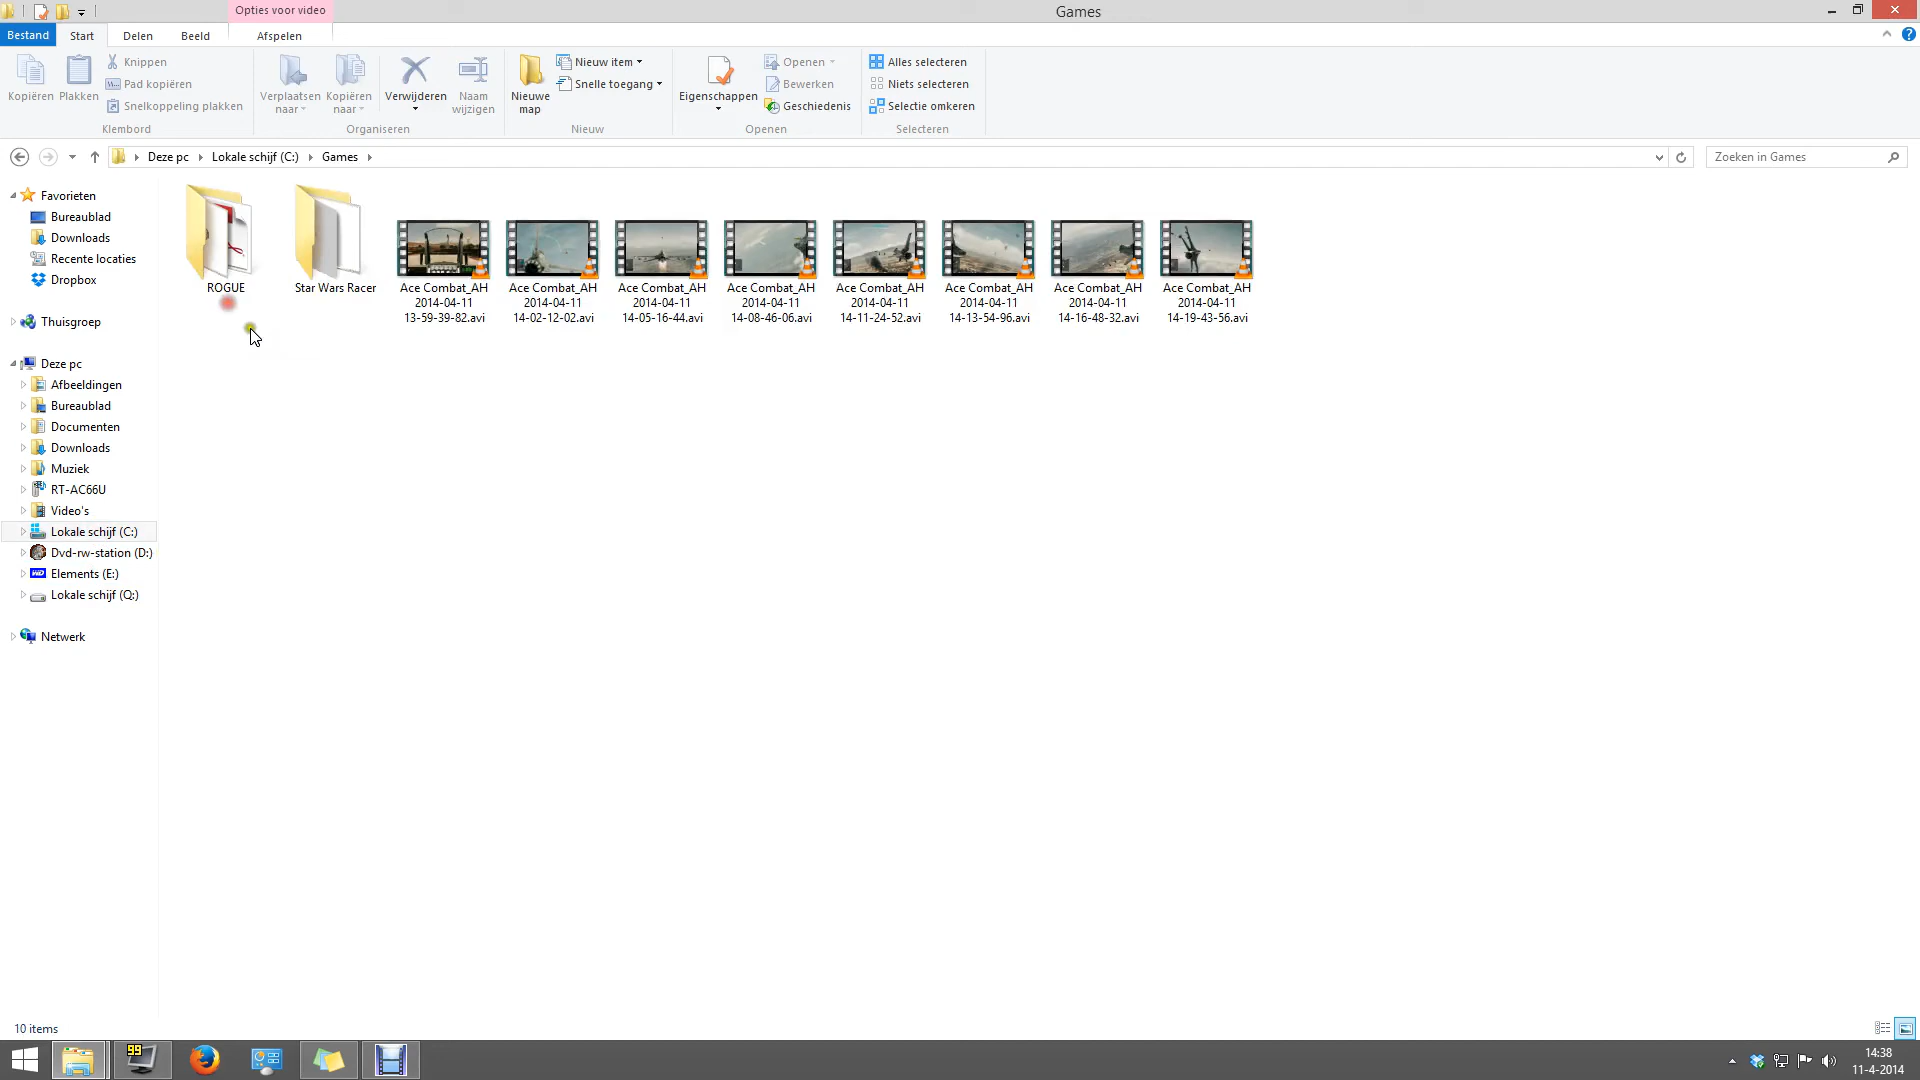 Opties voor video
Games
Bestand
Start
Delen
Beeld
Afspelen
Kopiëren
Plakken
Knippen
Pad kopiëren
Snelkoppeling plakken
Klembord
Verplaatsen
naar
Kopiëren
naar
Verwijderen
Naam
wijzigen
Organiseren
Nieuwe
map
Nieuw item
Snelle toegang
Nieuw
Eigenschappen
Openen
Bewerken
Geschiedenis
Openen
Alles selecteren
Niets selecteren
Selectie omkeren
Selecteren
Deze pc
Lokale schijf (C:)
Games
Zoeken in Games
Favorieten
Bureaublad
Downloads
Recente locaties
Dropbox
Thuisgroep
Deze pc
Afbeeldingen
Bureaublad
Documenten
Downloads
Muziek
RT-AC66U
Video's
Lokale schijf (C:)
Dvd-rw-station (D:)
WD
Elements (E:)
Lokale schijf (Q:)
Netwerk
ROGUE
Star Wars Racer
Ace Combat_AH
2014-04-11
13-59-39-82.avi
Ace Combat_AH
2014-04-11
14-02-12-02.avi
Ace Combat_AH
2014-04-11
14-05-16-44.avi
Ace Combat_AH
2014-04-11
14-08-46-06.avi
Ace Combat_AH
2014-04-11
14-11-24-52.avi
Ace Combat_AH
2014-04-11
14-13-54-96.avi
Ace Combat_AH
2014-04-11
14-16-48-32.avi
Ace Combat_AH
2014-04-11
14-19-43-56.avi
10 items
99
14:38
11-4-2014